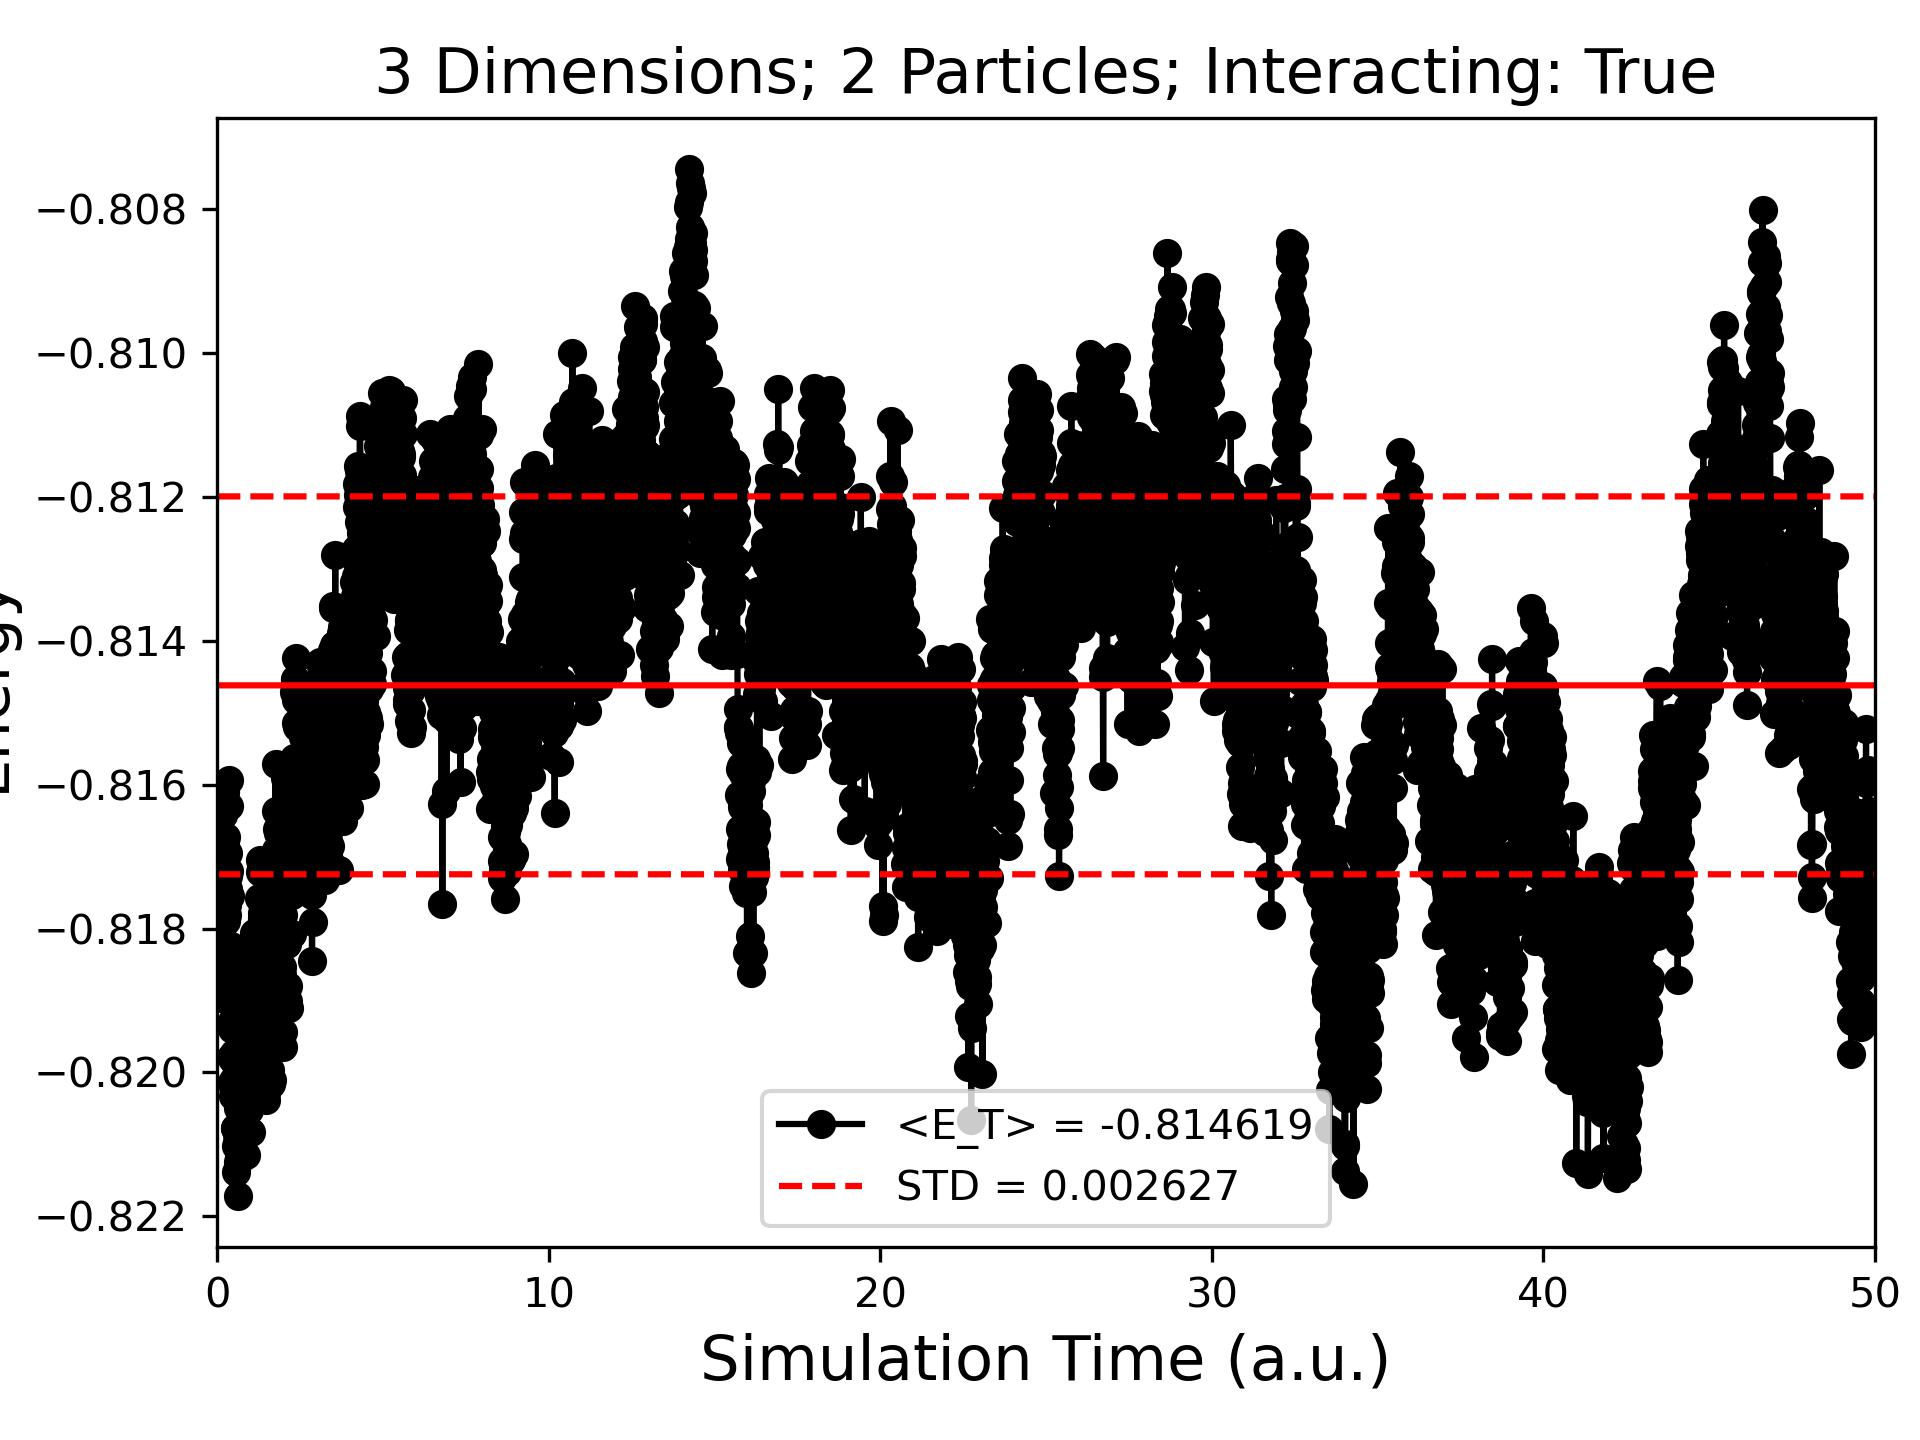 3 Dimensions; 2 Particles; Interacting: True
Energy
−0.808
−0.810
−0.812
−0.814
−0.816
−0.818
−0.820
−0.822
<E_T> = -0.814619
STD = 0.002627
0 10 20 30 40 50
Simulation Time (a.u.)